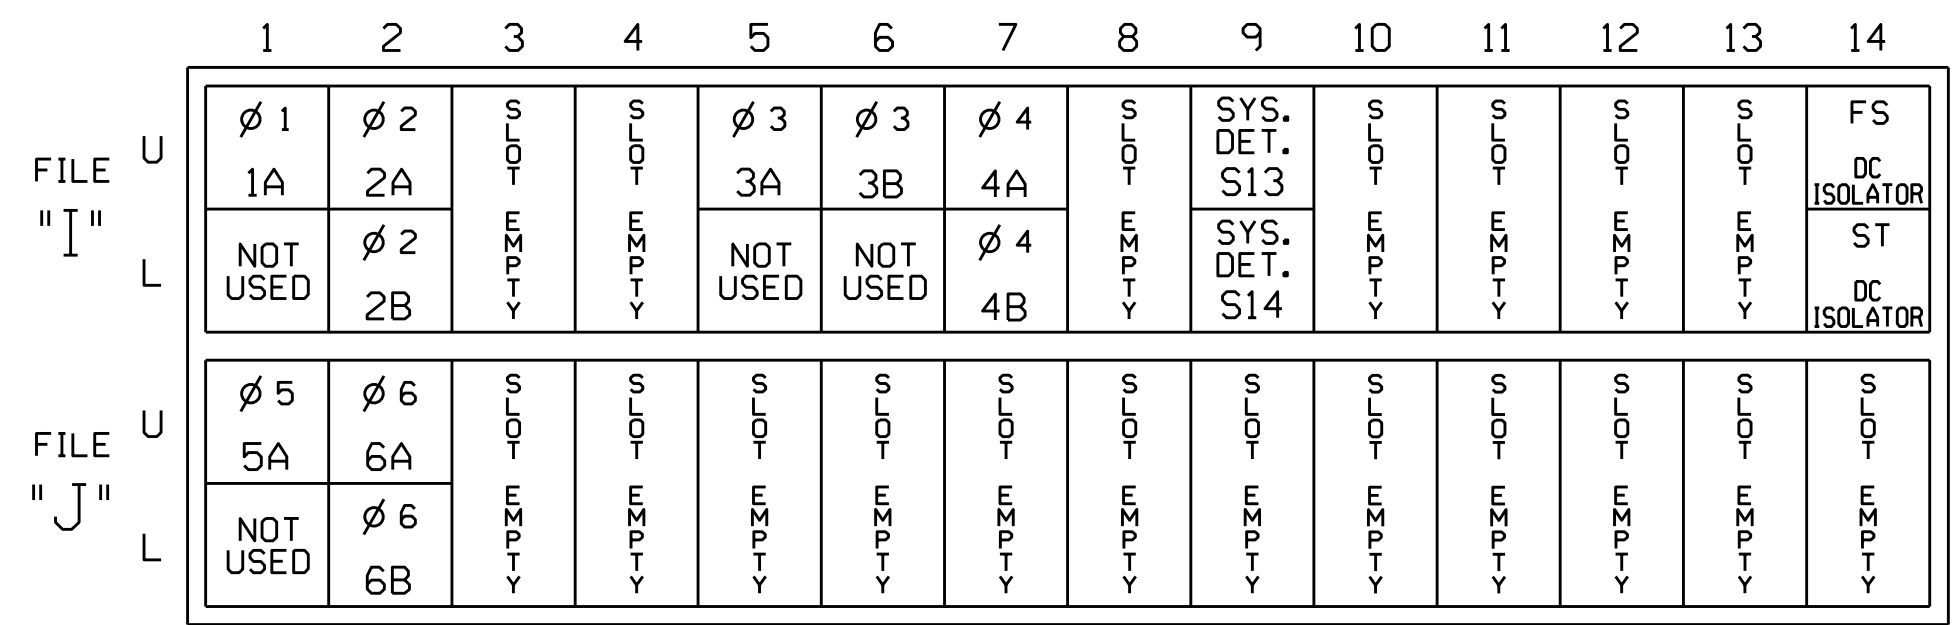 1 2 3 4 5 6 7 8 9 10 11 12 13 14
FILE "I"
U
L
Ø 1
1A
NOT
USED
Ø 2
2A
Ø 2
2B
SLOT EMPTY
SLOT EMPTY
Ø 3
3A
NOT
USED
Ø 3
3B
NOT
USED
Ø 4
4A
Ø 4
4B
SLOT EMPTY
SYS.
DET.
S13
SYS.
DET.
S14
SLOT EMPTY
SLOT EMPTY
SLOT EMPTY
SLOT EMPTY
FS
DC
ISOLATOR
ST
DC
ISOLATOR
FILE "J"
U
L
Ø 5
5A
NOT
USED
Ø 6
6A
Ø 6
6B
SLOT EMPTY
SLOT EMPTY
SLOT EMPTY
SLOT EMPTY
SLOT EMPTY
SLOT EMPTY
SLOT EMPTY
SLOT EMPTY
SLOT EMPTY
SLOT EMPTY
SLOT EMPTY
SLOT EMPTY